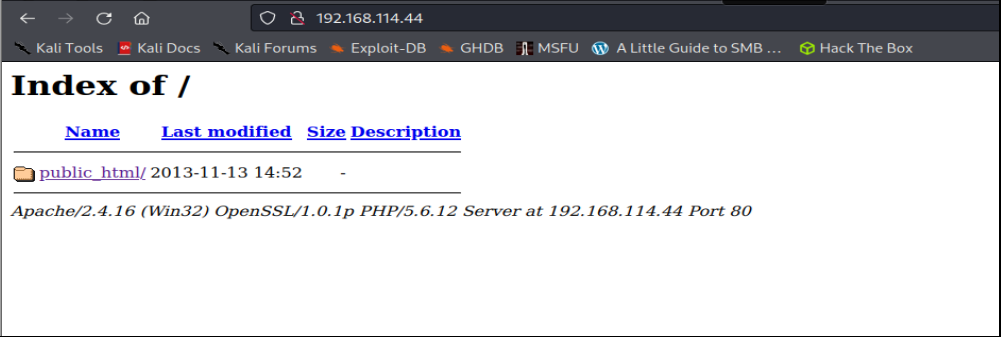 192.168.114.44
Kali Tools Kali Docs Kali Forums Exploit-DB GHDB MSFU A Little Guide to SMB ... Hack The Box
Index of /
Name Last modified Size Description
public_html/ 2013-11-13 14:52 -
Apache/2.4.16 (Win32) OpenSSL/1.0.1p PHP/5.6.12 Server at 192.168.114.44 Port 80